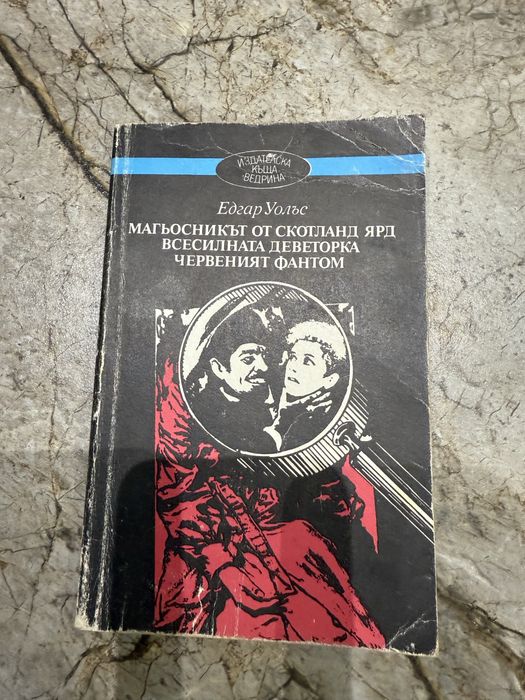 ИЗДАТЕЛСКА
КЪЩА
ВЕДРИНА
Едгар Уолъс
МАГЬОСНИКЪТ ОТ СКОТЛАНД ЯРД
ВСЕСИЛНАТА ДЕВЕТОРКА
ЧЕРВЕНИЯТ ФАНТОМ